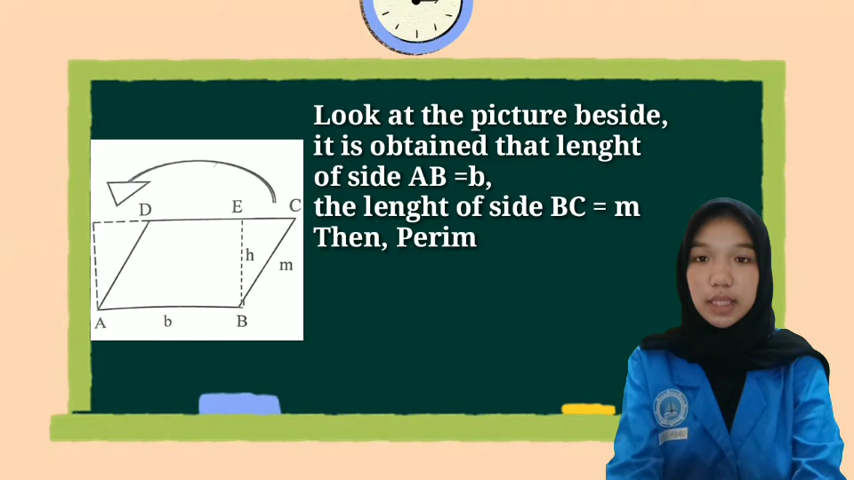 Look at the picture beside,
it is obtained that lenght
of side AB =b,
the lenght of side BC = m
Then, Perim
D E C
h
m
A b B